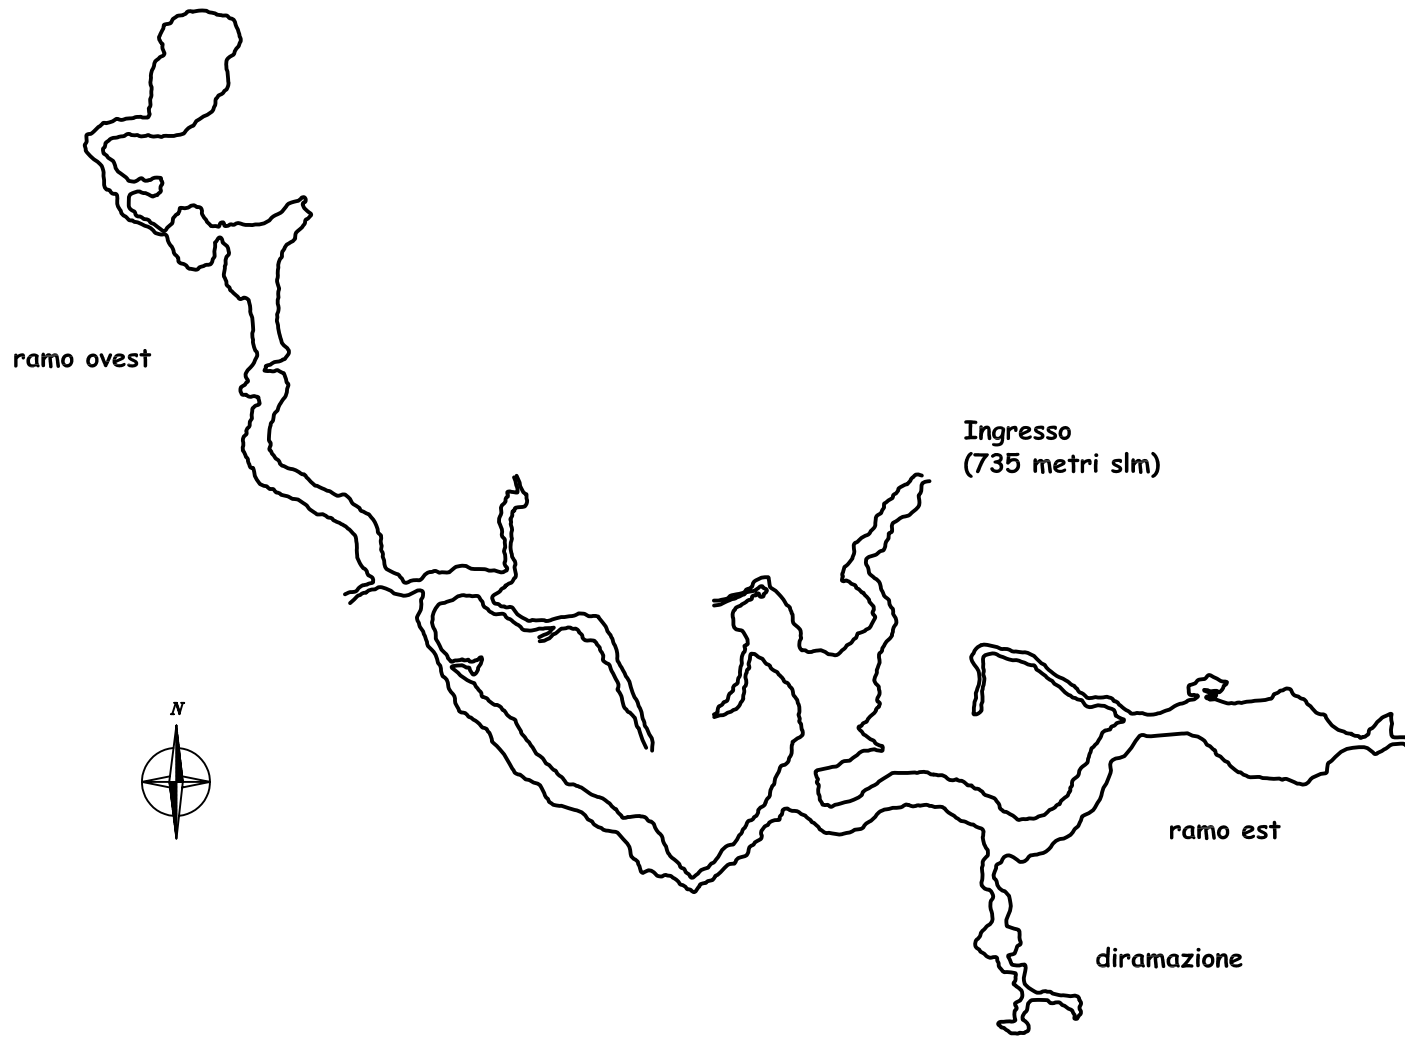 ramo ovest
Ingresso
(735 metri slm)
N
ramo est
diramazione